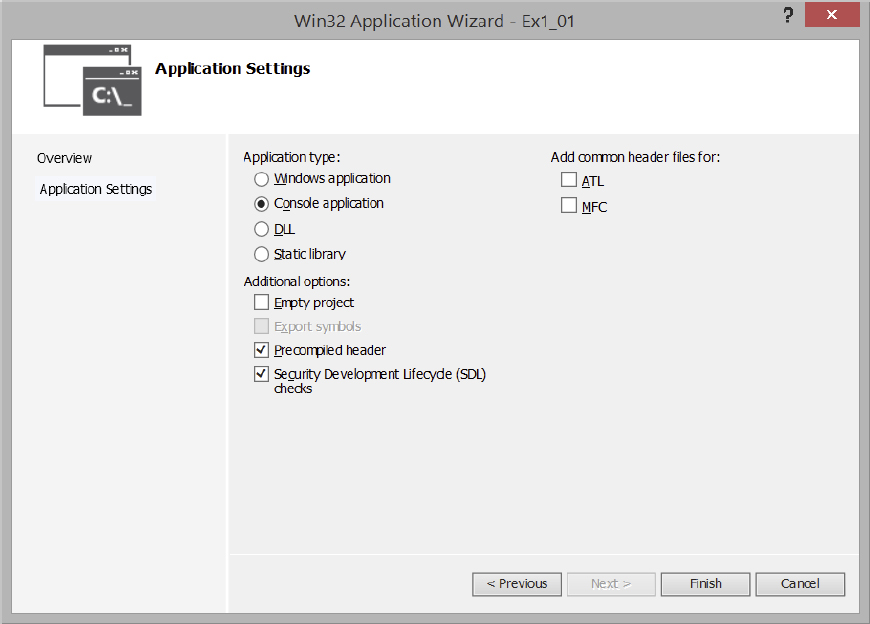 Win32 Application Wizard - Ex1_01
?
C:\_
Application Settings
Overview
Application Settings
Application type:
Windows application
Console application
DLL
Static library
Additional options:
Empty project
Export symbols
Precompiled header
Security Development Lifecycle (SDL)
checks
Add common header files for:
ATL
MFC
< Previous
Next >
Finish
Cancel